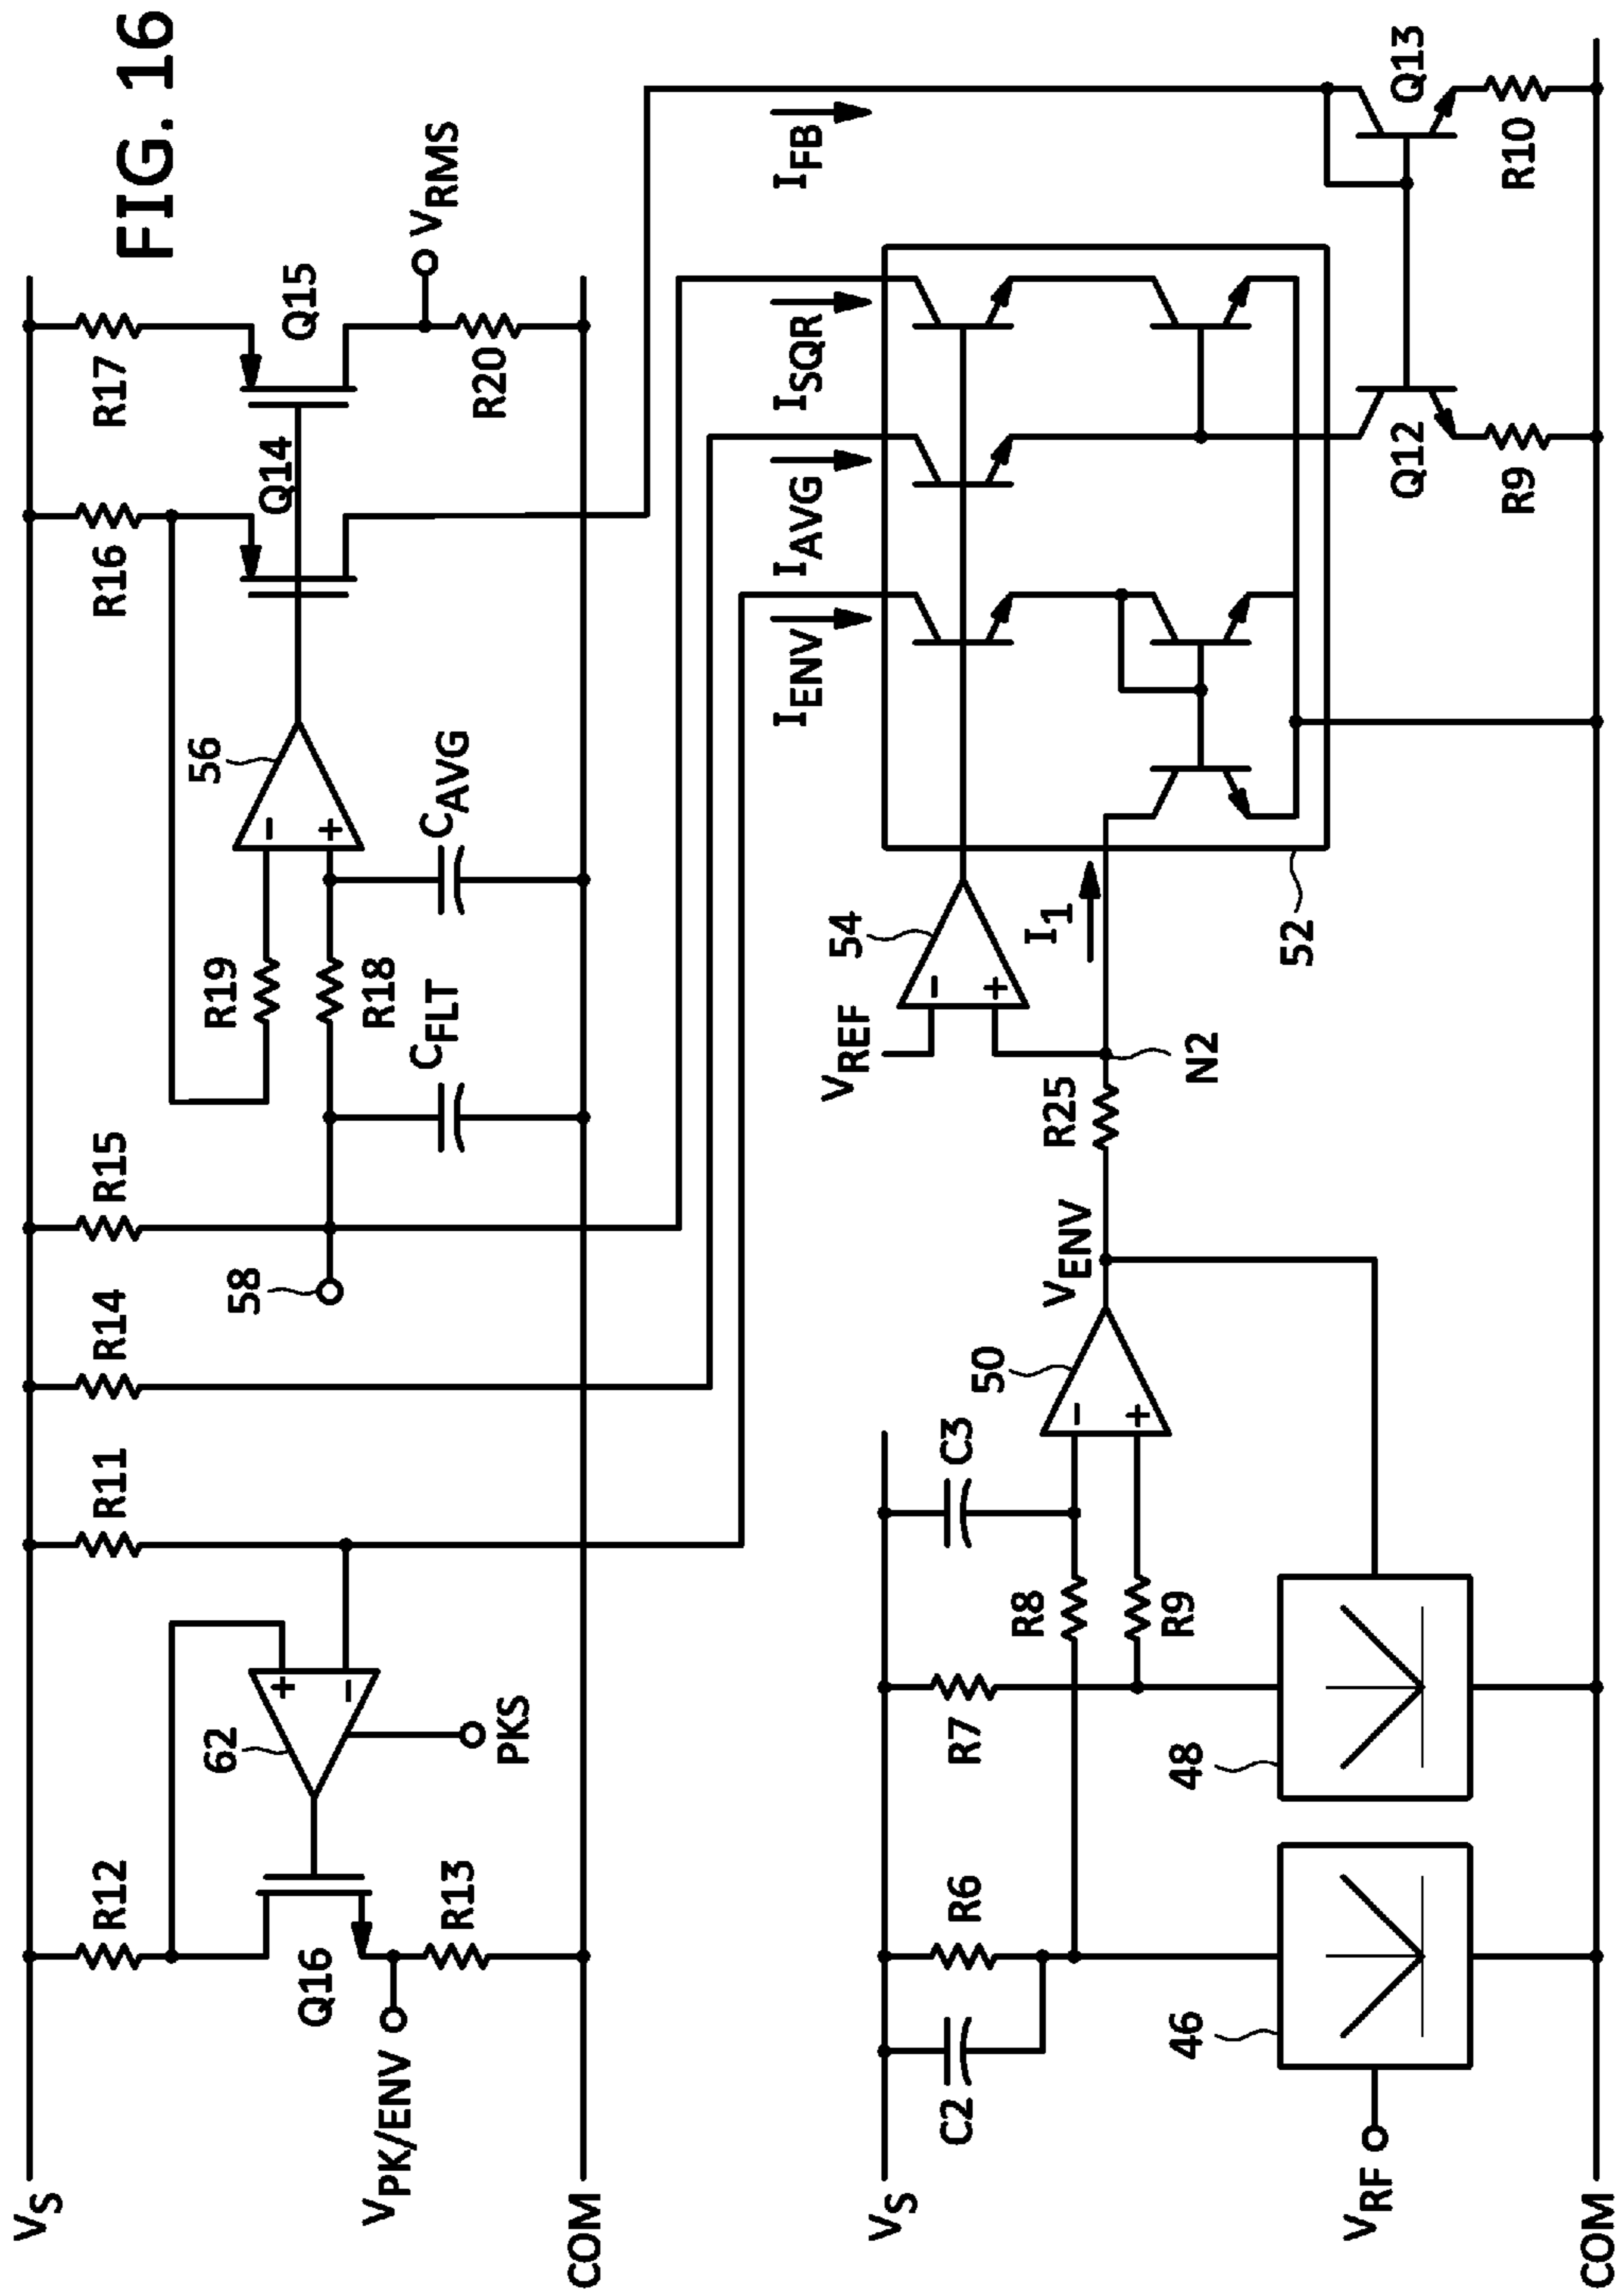 FIG. 16
VS
R12
R11
R14
R15
R16
R17
62
+
−
PKS
Q16
VPK/ENV
R13
58
R19
R18
CFLT
CAVG
56
−
+
Q14
Q15
VRMS
R20
COM
VS
C2
R6
R7
C3
R8
R9
50
−
+
VENV
R25
N2
VREF
54
−
+
I1
52
IENV
IAVG
ISQR
IFB
VRF
46
48
Q12
Q13
R9
R10
COM